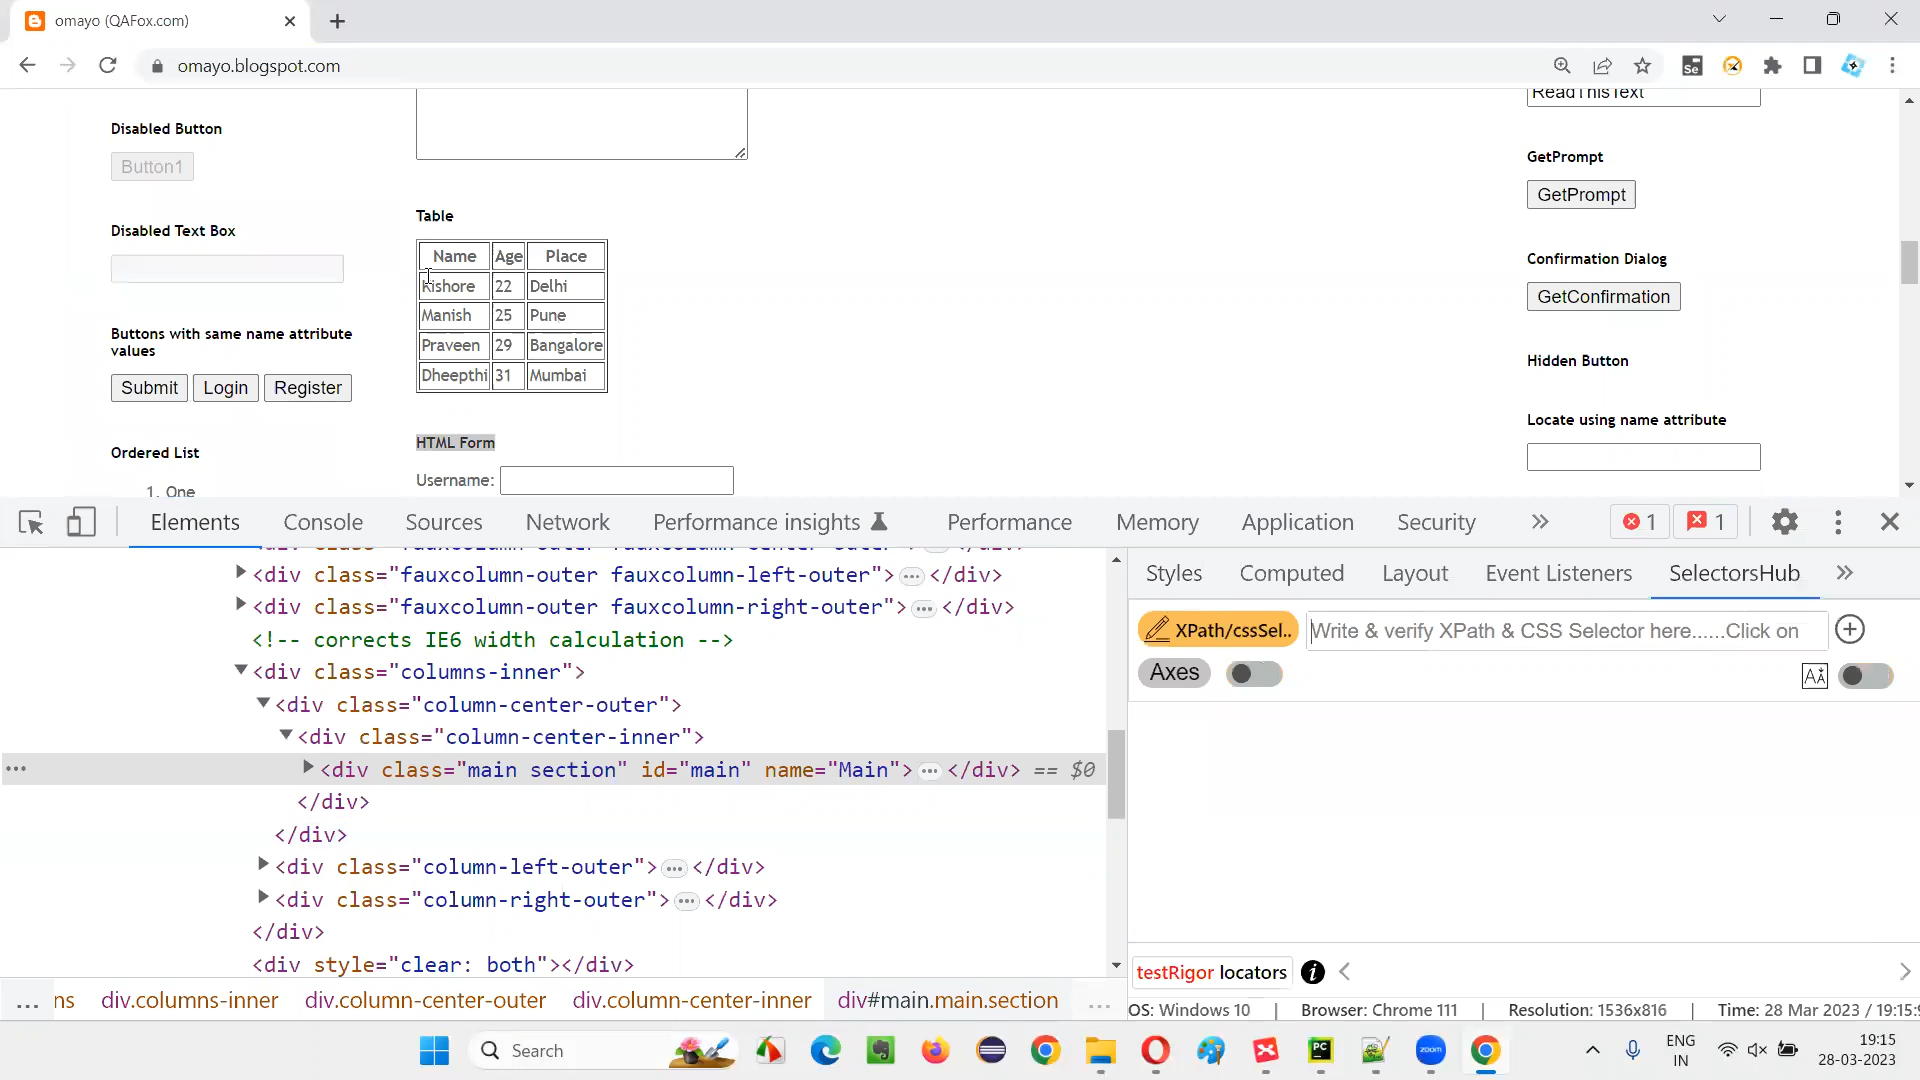 omayo (QAFox.com)
omayo.blogspot.com
Disabled Button
Button1
Disabled Text Box
Buttons with same name attribute
values
Submit Login Register
Ordered List
1. One
Table
Name Age Place
Kishore 22 Delhi
Manish 25 Pune
Praveen 29 Bangalore
Dheepthi 31 Mumbai
HTML Form
Username:
ReadThisText
GetPrompt
GetPrompt
Confirmation Dialog
GetConfirmation
Hidden Button
Locate using name attribute
Elements Console Sources Network Performance insights Performance Memory Application Security » 1 1
<div class="fauxcolumn-outer fauxcolumn-center-outer">…</div>
<div class="fauxcolumn-outer fauxcolumn-left-outer">…</div>
<div class="fauxcolumn-outer fauxcolumn-right-outer">…</div>
<!-- corrects IE6 width calculation -->
<div class="columns-inner">
<div class="column-center-outer">
<div class="column-center-inner">
… <div class="main section" id="main" name="Main">…</div> == $0
</div>
</div>
<div class="column-left-outer">…</div>
<div class="column-right-outer">…</div>
</div>
<div style="clear: both"></div>
... ns div.columns-inner div.column-center-outer div.column-center-inner div#main.main.section ...
Styles Computed Layout Event Listeners SelectorsHub »
XPath/cssSel.. Write & verify XPath & CSS Selector here......Click on
Axes
testRigor locators
OS: Windows 10 | Browser: Chrome 111 | Resolution: 1536x816 | Time: 28 Mar 2023 / 19:15:
Search
ENG
IN
19:15
28-03-2023